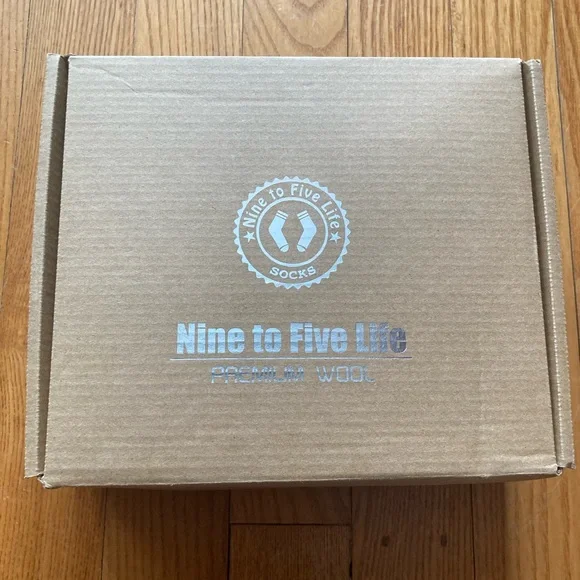 ★ Nine to Five Life ★
SOCKS
Nine to Five Life
PREMIUM WOOL